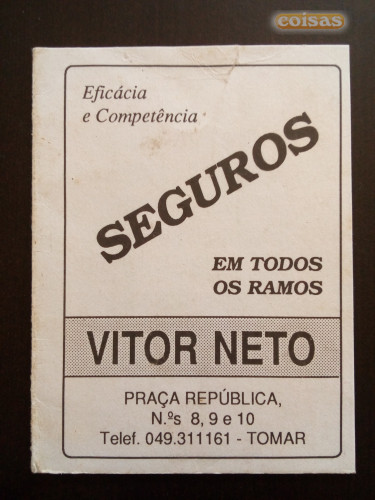 coisas
Eficácia
e Competência
SEGUROS
EM TODOS
OS RAMOS
VITOR NETO
PRAÇA REPÚBLICA,
N.ºs 8, 9 e 10
Telef. 049.311161 - TOMAR